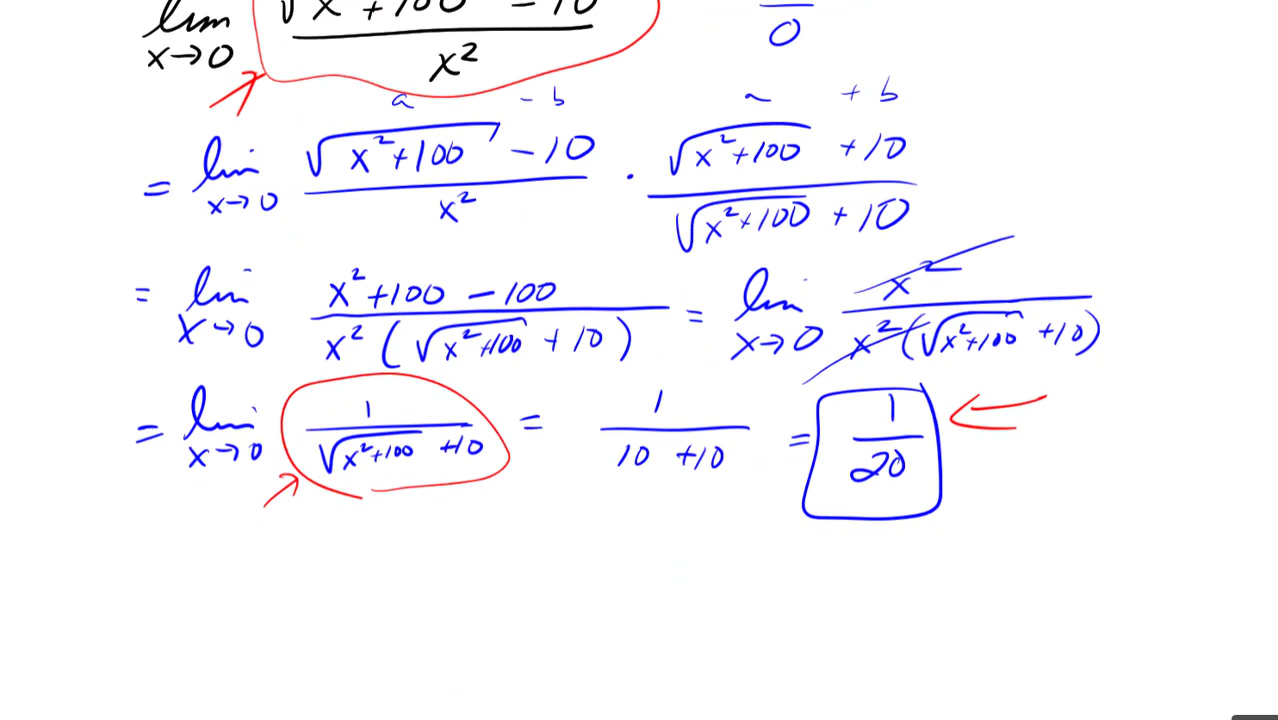 lim x→0 √x +100 − 10 / x² 0
a − b a + b
= lim x→0 √x²+100 − 10 / x² · √x²+100 + 10 / √x²+100 + 10
= lim x→0 x²+100 − 100 / x² (√x²+100 + 10) = lim x→0 x² / x² (√x²+100 + 10)
= lim x→0 1 / √x²+100 + 10 = 1 / 10 + 10 = 1 / 20